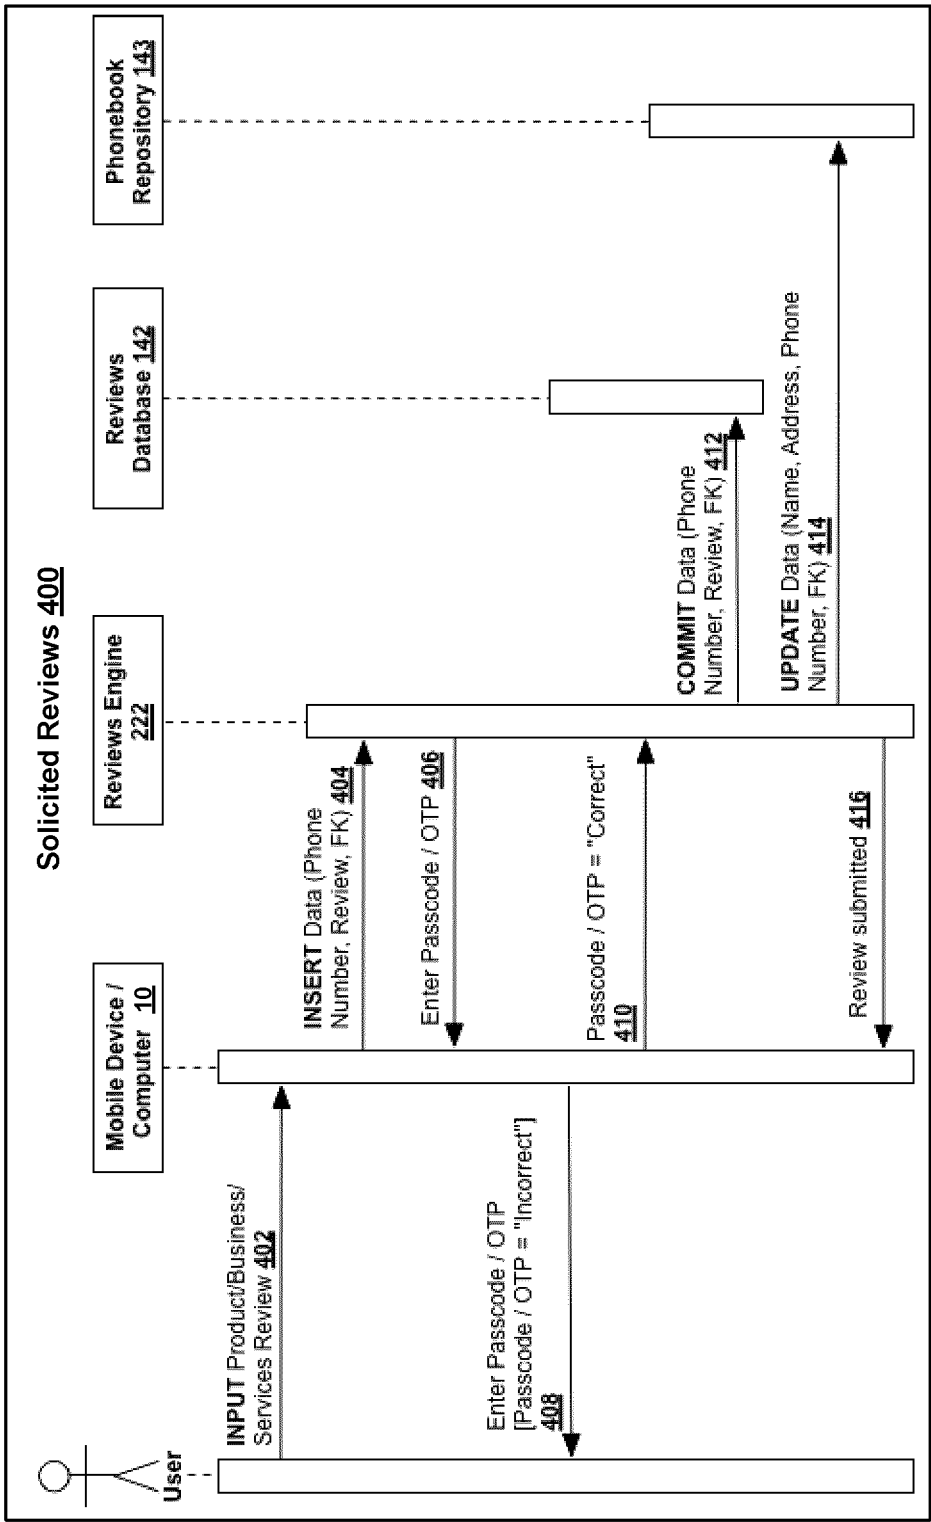 Solicited Reviews 400
User
Mobile Device /
Computer 10
Reviews Engine
222
Reviews
Database 142
Phonebook
Repository 143
INPUT Product/Business/
Services Review 402
INSERT Data (Phone
Number, Review, FK) 404
Enter Passcode / OTP 406
Enter Passcode / OTP
[Passcode / OTP = "Incorrect"]
408
Passcode / OTP = "Correct"
410
COMMIT Data (Phone
Number, Review, FK) 412
UPDATE Data (Name, Address, Phone
Number, FK) 414
Review submitted 416